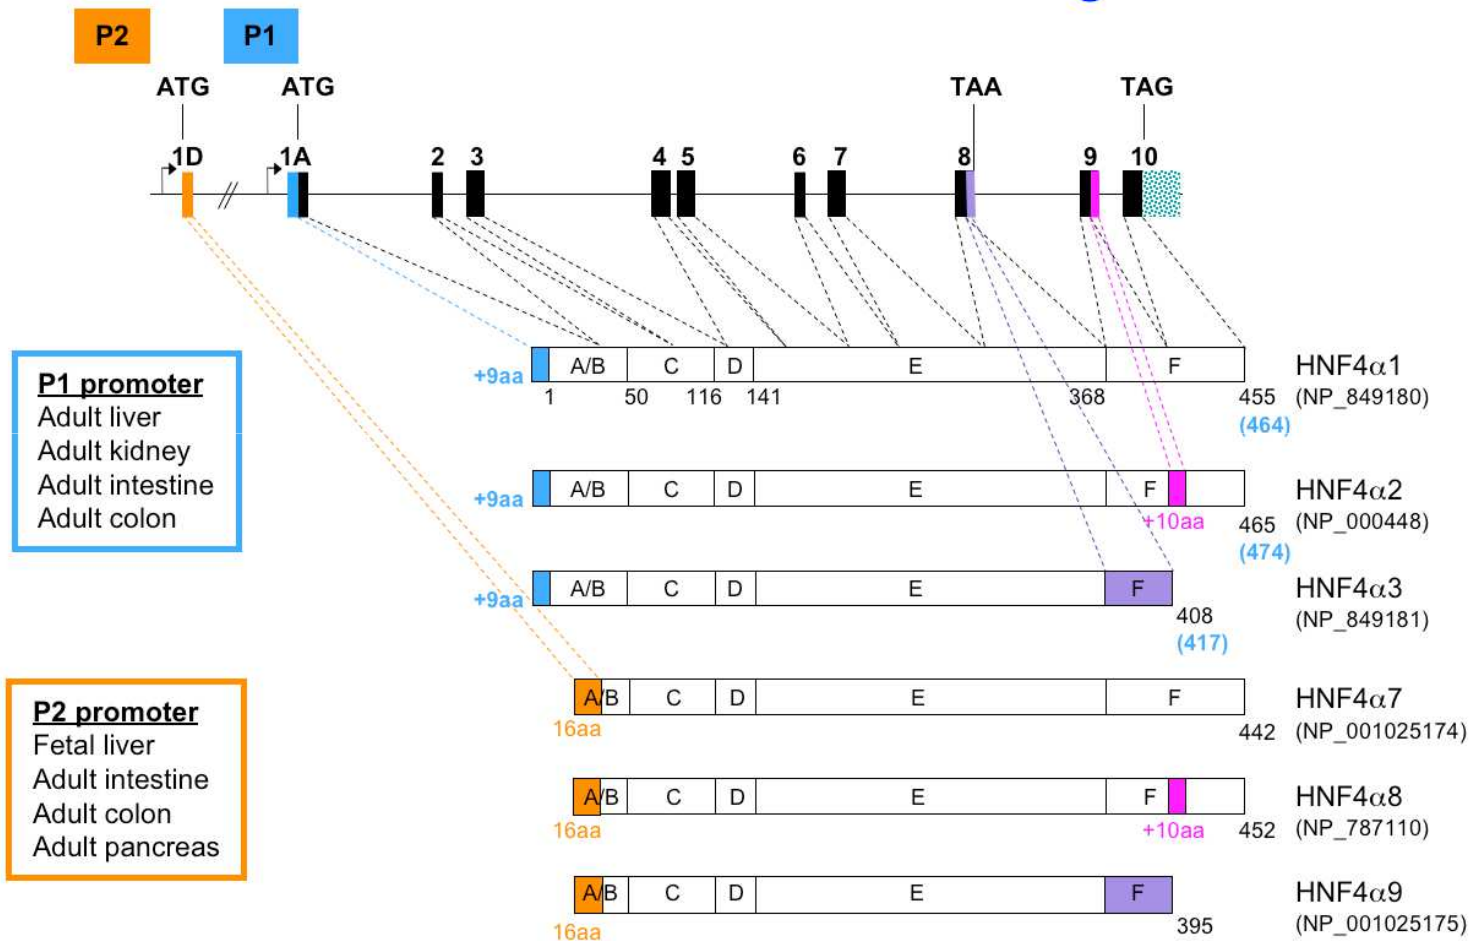 P2 P1
ATG ATG TAA TAG
1D 1A 2 3 4 5 6 7 8 9 10
P1 promoter
Adult liver
Adult kidney
Adult intestine
Adult colon
+9aa A/B C D E F HNF4α1
1 50 116 141 368 455 (NP_849180)
(464)
+9aa A/B C D E F HNF4α2
+10aa 465 (NP_000448)
(474)
+9aa A/B C D E F HNF4α3
408 (NP_849181)
(417)
P2 promoter
Fetal liver
Adult intestine
Adult colon
Adult pancreas
A/B C D E F HNF4α7
16aa 442 (NP_001025174)
A/B C D E F HNF4α8
16aa +10aa 452 (NP_787110)
A/B C D E F HNF4α9
16aa 395 (NP_001025175)